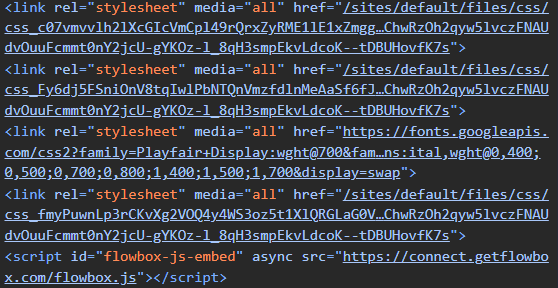 <link rel="stylesheet" media="all" href="/sites/default/files/css/
css_c07vmvvlh2lXcGIcVmCpl49rQrxZyRME1lE1xZmgg…ChwRzOh2qyw5lvczFNAU
dvOuuFcmmt0nY2jcU-gYKOz-l_8qH3smpEkvLdcoK--tDBUHovfK7s">
<link rel="stylesheet" media="all" href="/sites/default/files/css/
css_Fy6dj5FSniOnV8tqIwlPbNTQnVmzfdlnMeAaSf6fJ…ChwRzOh2qyw5lvczFNAU
dvOuuFcmmt0nY2jcU-gYKOz-l_8qH3smpEkvLdcoK--tDBUHovfK7s">
<link rel="stylesheet" media="all" href="https://fonts.googleapis.
com/css2?family=Playfair+Display:wght@700&fam…ns:ital,wght@0,400;
0,500;0,700;0,800;1,400;1,500;1,700&display=swap">
<link rel="stylesheet" media="all" href="/sites/default/files/css/
css_fmyPuwnLp3rCKvXg2VOQ4y4WS3oz5t1XlQRGLaG0V…ChwRzOh2qyw5lvczFNAU
dvOuuFcmmt0nY2jcU-gYKOz-l_8qH3smpEkvLdcoK--tDBUHovfK7s">
<script id="flowbox-js-embed" async src="https://connect.getflowbo
x.com/flowbox.js"></script>